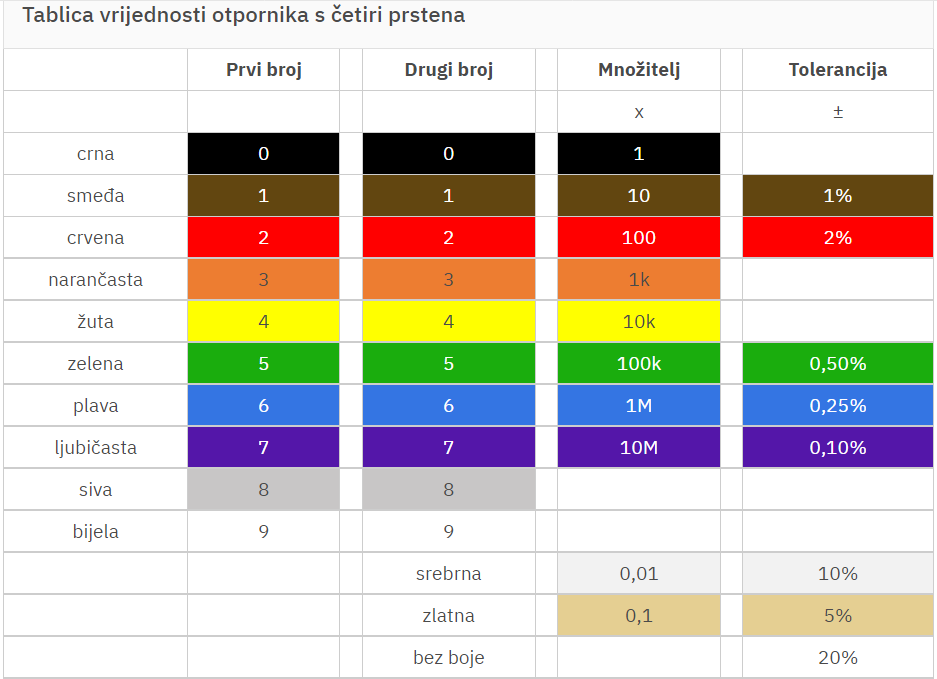 Tablica vrijednosti otpornika s četiri prstena
Prvi broj Drugi broj Množitelj Tolerancija
x ±
crna 0 0 1
smeđa 1 1 10 1%
crvena 2 2 100 2%
narančasta 3 3 1k
žuta 4 4 10k
zelena 5 5 100k 0,50%
plava 6 6 1M 0,25%
ljubičasta 7 7 10M 0,10%
siva 8 8
bijela 9 9
srebrna 0,01 10%
zlatna 0,1 5%
bez boje 20%